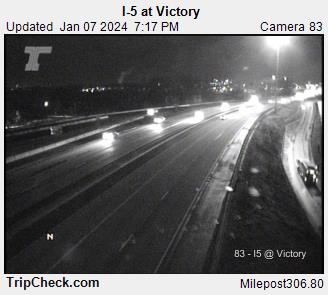 I-5 at Victory
Updated Jan 07 2024 7:17 PM Camera 83
T
N
83 - I5 @ Victory
TripCheck.com Milepost306.80